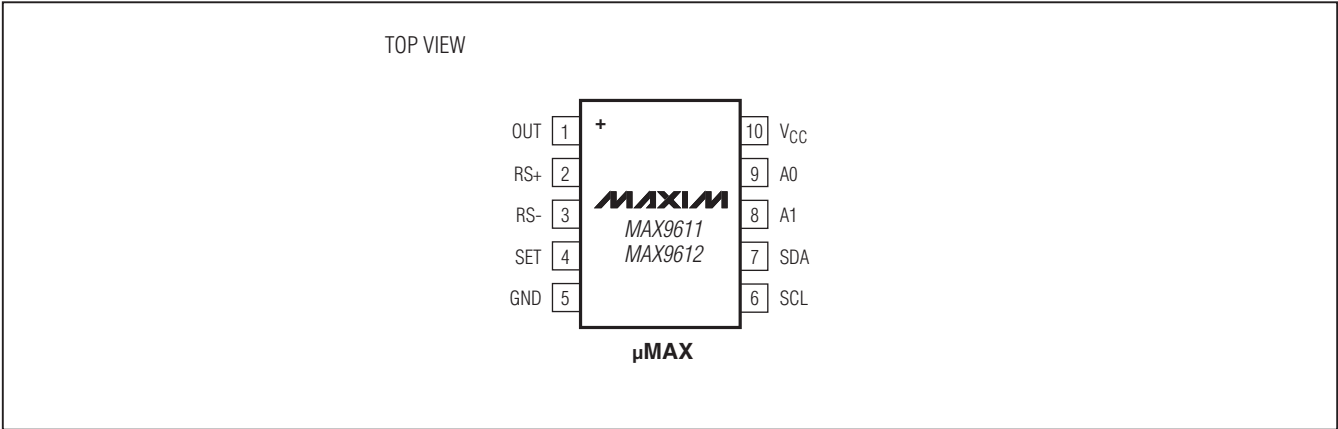 TOP VIEW
OUT 1 + 10 VCC
RS+ 2 9 A0
MAXIM
RS- 3 MAX9611 8 A1
SET 4 MAX9612 7 SDA
GND 5 6 SCL
µMAX